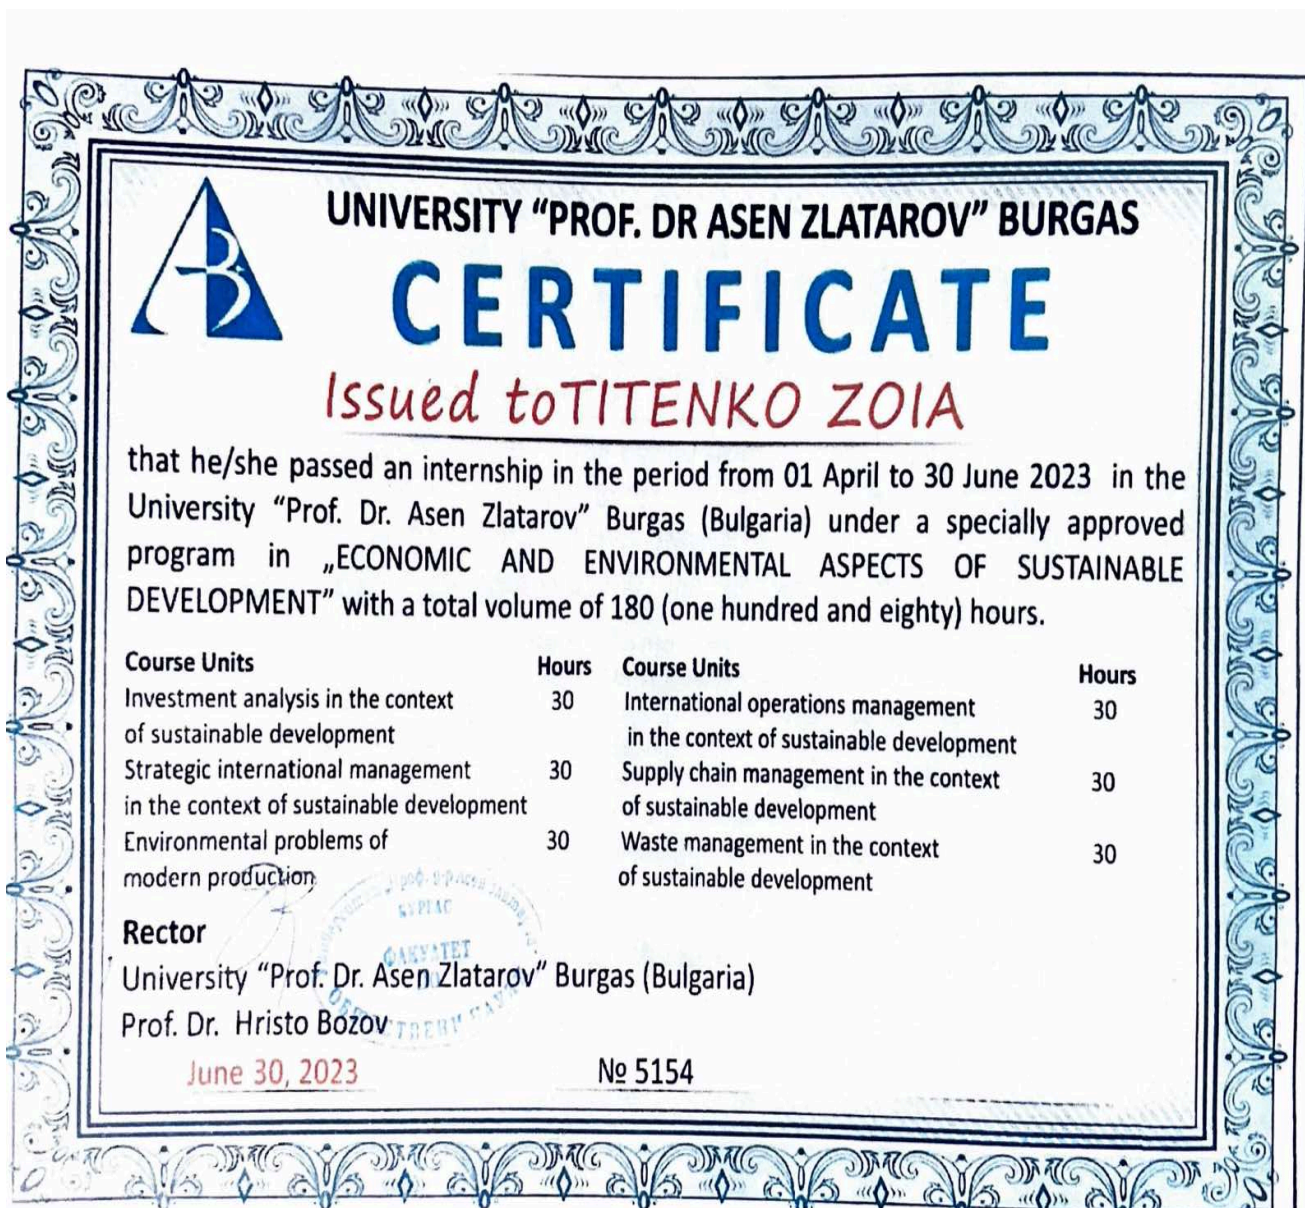 UNIVERSITY “PROF. DR ASEN ZLATAROV” BURGAS
CERTIFICATE
Issued toTITENKO ZOIA
that he/she passed an internship in the period from 01 April to 30 June 2023 in the
University “Prof. Dr. Asen Zlatarov” Burgas (Bulgaria) under a specially approved
program in „ECONOMIC AND ENVIRONMENTAL ASPECTS OF SUSTAINABLE
DEVELOPMENT” with a total volume of 180 (one hundred and eighty) hours.
Course Units Hours
Investment analysis in the context 30
of sustainable development
Strategic international management 30
in the context of sustainable development
Environmental problems of 30
modern production
Course Units Hours
International operations management 30
in the context of sustainable development
Supply chain management in the context 30
of sustainable development
Waste management in the context 30
of sustainable development
Rector
University “Prof. Dr. Asen Zlatarov” Burgas (Bulgaria)
Prof. Dr. Hristo Bozov
June 30, 2023 № 5154
БУРГАС
ФАКУЛТЕТ